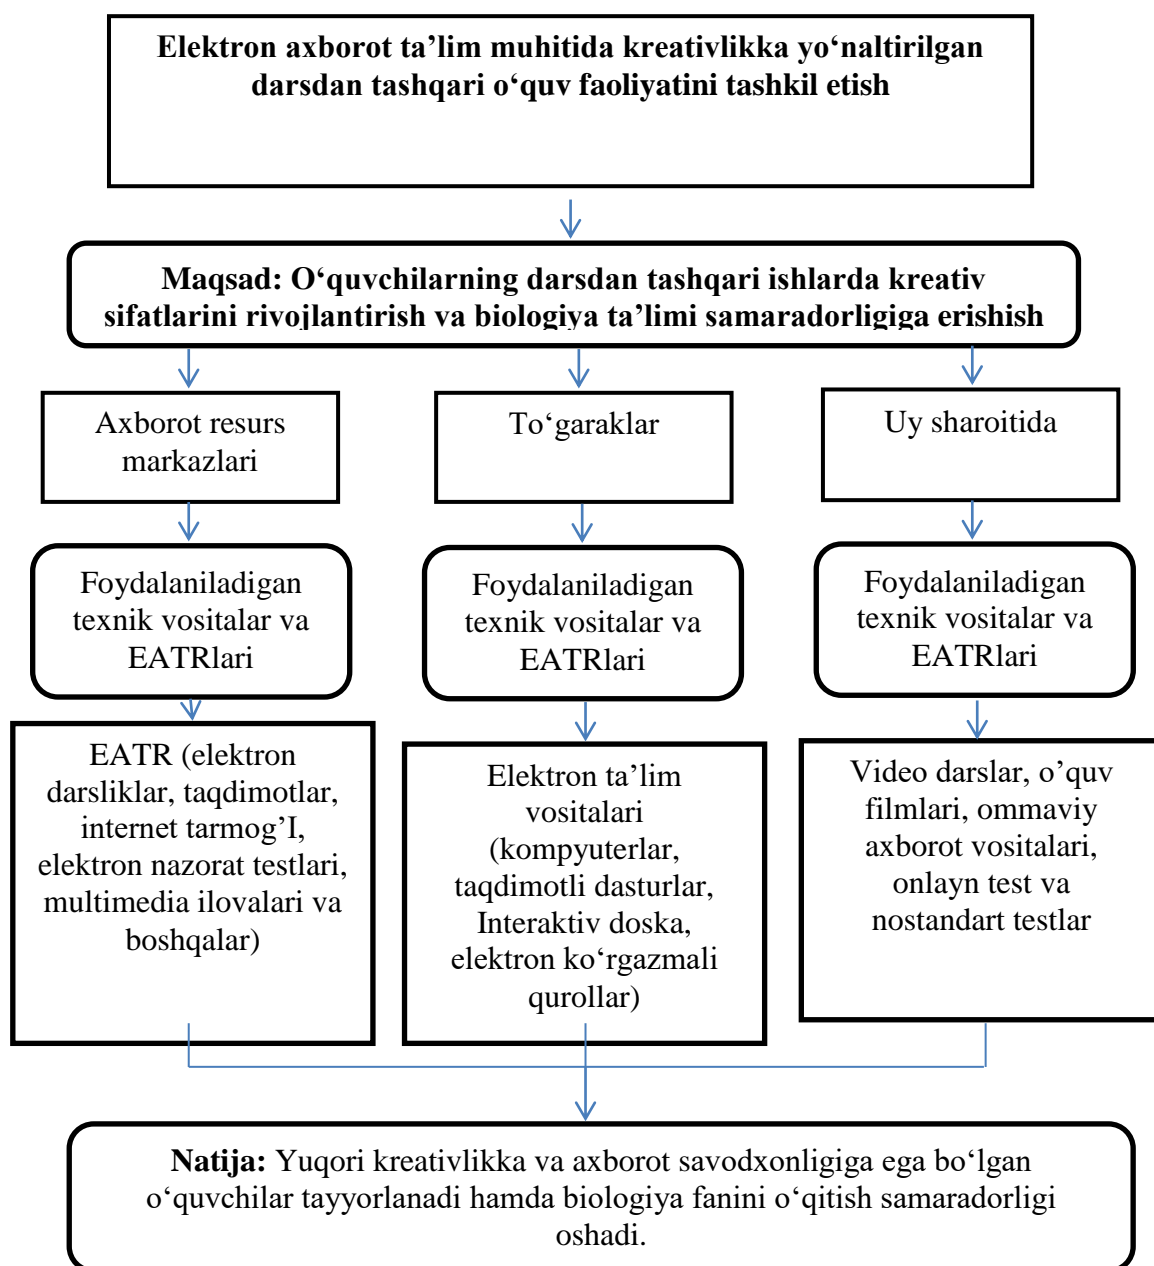 Elektron axborot ta’lim muhitida kreativlikka yo‘naltirilgan
darsdan tashqari o‘quv faoliyatini tashkil etish
Maqsad: O‘quvchilarning darsdan tashqari ishlarda kreativ
sifatlarini rivojlantirish va biologiya ta’limi samaradorligiga erishish
Axborot resurs
markazlari
To‘garaklar
Uy sharoitida
Foydalaniladigan
texnik vositalar va
EATRlari
Foydalaniladigan
texnik vositalar va
EATRlari
Foydalaniladigan
texnik vositalar va
EATRlari
EATR (elektron
darsliklar, taqdimotlar,
internet tarmog’I,
elektron nazorat testlari,
multimedia ilovalari va
boshqalar)
Elektron ta’lim
vositalari
(kompyuterlar,
taqdimotli dasturlar,
Interaktiv doska,
elektron ko‘rgazmali
qurollar)
Video darslar, o’quv
filmlari, ommaviy
axborot vositalari,
onlayn test va
nostandart testlar
Natija: Yuqori kreativlikka va axborot savodxonligiga ega bo‘lgan
o‘quvchilar tayyorlanadi hamda biologiya fanini o‘qitish samaradorligi
oshadi.